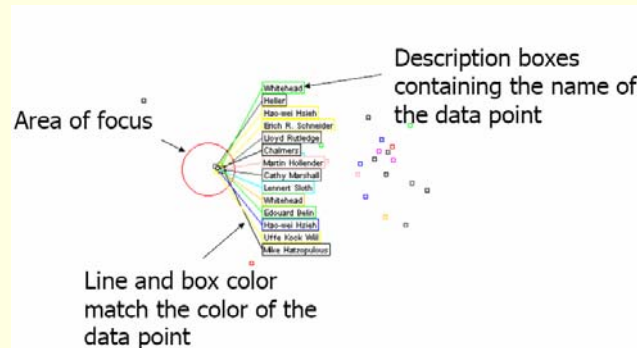 Description boxes
containing the name of
the data point
Area of focus
Whitehead
Heller
Hao-wei Hsieh
Erich R. Schneider
Lloyd Rutledge
Chalmers
Martin Hollender
Cathy Marshall
Lennert Sloth
Whitehead
Edouard Belin
Hao-wei Hsieh
Uffe Kook Wiil
Mike Hatzopulous
Line and box color
match the color of the
data point